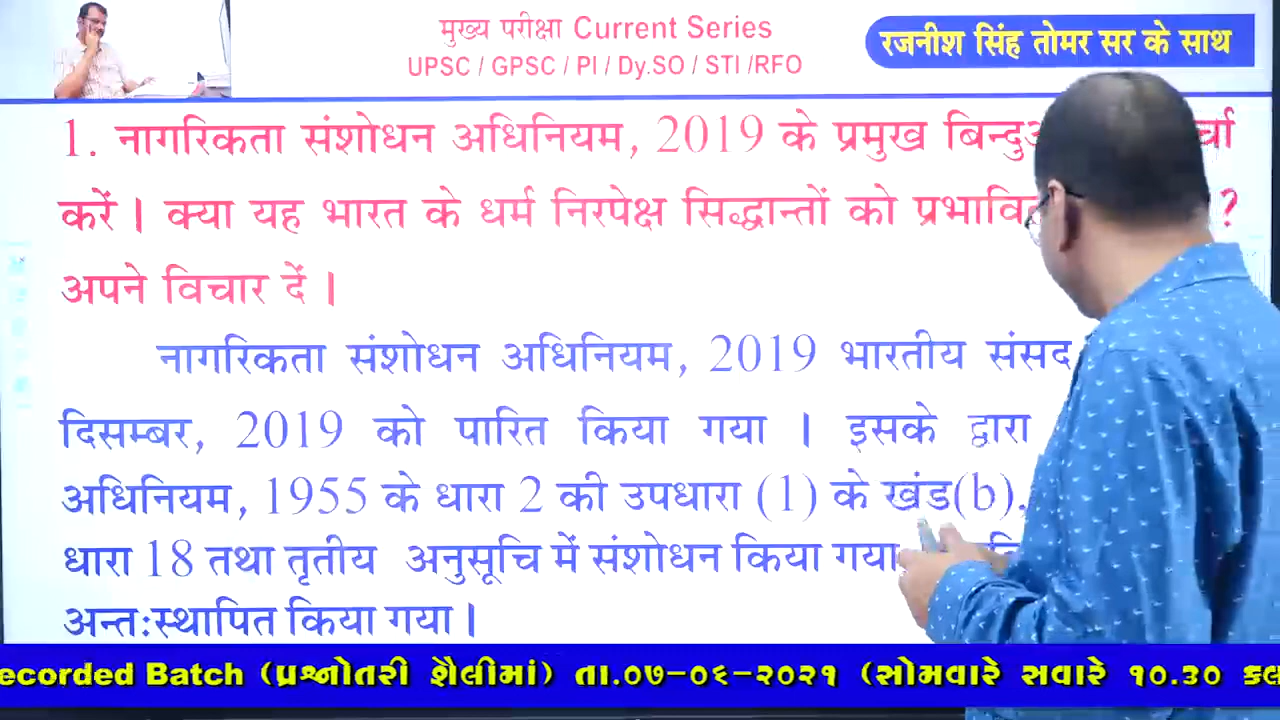 मुख्य परीक्षा Current Series
UPSC / GPSC / PI / Dy.SO / STI /RFO
रजनीश सिंह तोमर सर के साथ
1. नागरिकता संशोधन अधिनियम, 2019 के प्रमुख
करें । क्या यह भारत के धर्म निरपेक्ष सिद्धान्तों को ?
अपने विचार दें ।
नागरिकता संशोधन अधिनियम, 2019 भारतीय संसद
दिसम्बर, 2019 को पारित किया गया । इसके द्वारा
अधिनियम, 1955 के धारा 2 की उपधारा (1) के खंड(b),
धारा 18 तथा तृतीय अनुसूचि में संशोधन किया गया
अन्तःस्थापित किया गया ।
ecorded Batch (પ્રશ્નોતરી શૈલીમાં) તા.૦૭-૦૬-૨૦૨૧ (સોમવારે સવારે ૧૦.૩૦